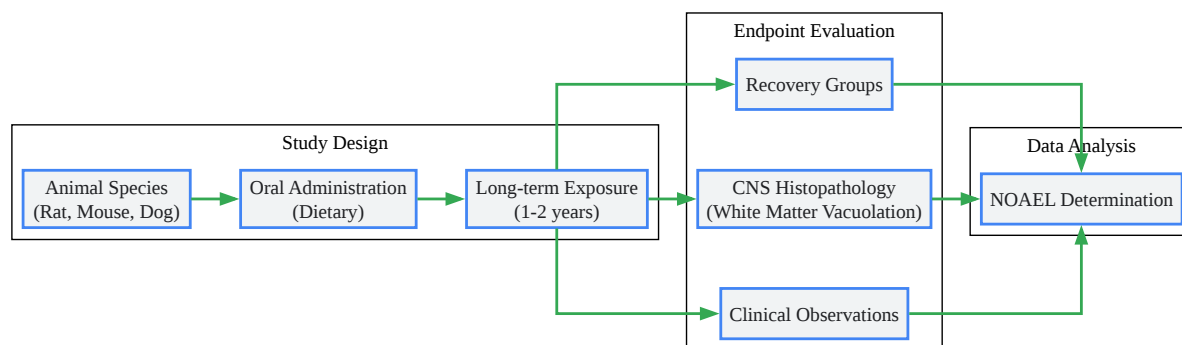 Endpoint Evaluation
Recovery Groups
Study Design
Data Analysis
Animal Species
(Rat, Mouse, Dog)
Oral Administration
(Dietary)
Long-term Exposure
(1-2 years)
CNS Histopathology
(White Matter Vacuolation)
NOAEL Determination
Clinical Observations